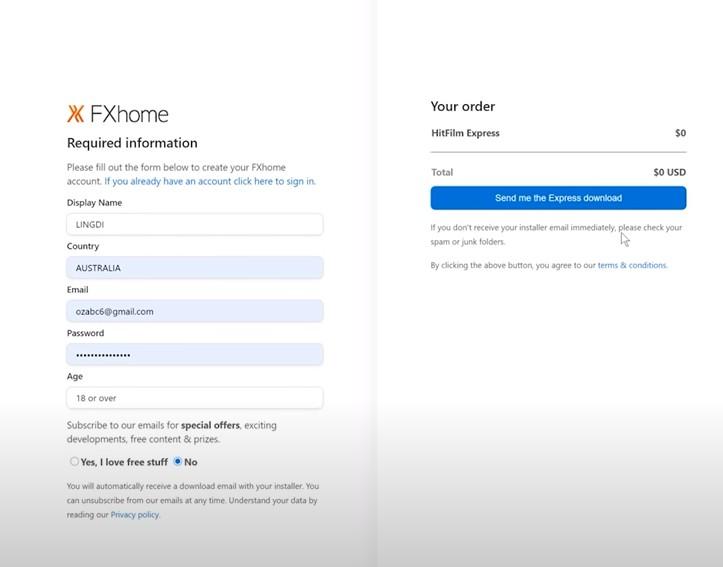 FXhome
Required information
Please fill out the form below to create your FXhome
account. If you already have an account click here to sign in.
Display Name
LINGDI
Country
AUSTRALIA
Email
ozabc6@gmail.com
Password
•••••••••••••••
Age
18 or over
Subscribe to our emails for special offers, exciting
developments, free content & prizes.
Yes, I love free stuff No
You will automatically receive a download email with your installer. You
can unsubscribe from our emails at any time. Understand your data by
reading our Privacy policy.
Your order
HitFilm Express $0
Total $0 USD
Send me the Express download
If you don't receive your installer email immediately, please check your
spam or junk folders.
By clicking the above button, you agree to our terms & conditions.